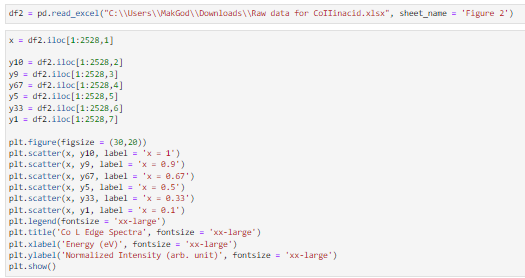 df2 = pd.read_excel("C:\\Users\\MakGod\\Downloads\\Raw data for CoIIinacid.xlsx", sheet_name = 'Figure 2')
x = df2.iloc[1:2528,1]
y10 = df2.iloc[1:2528,2]
y9 = df2.iloc[1:2528,3]
y67 = df2.iloc[1:2528,4]
y5 = df2.iloc[1:2528,5]
y33 = df2.iloc[1:2528,6]
y1 = df2.iloc[1:2528,7]
plt.figure(figsize = (30,20))
plt.scatter(x, y10, label = 'x = 1')
plt.scatter(x, y9, label = 'x = 0.9')
plt.scatter(x, y67, label = 'x = 0.67')
plt.scatter(x, y5, label = 'x = 0.5')
plt.scatter(x, y33, label = 'x = 0.33')
plt.scatter(x, y1, label = 'x = 0.1')
plt.legend(fontsize = 'xx-large')
plt.title('Co L Edge Spectra', fontsize = 'xx-large')
plt.xlabel('Energy (eV)', fontsize = 'xx-large')
plt.ylabel('Normalized Intensity (arb. unit)', fontsize = 'xx-large')
plt.show()